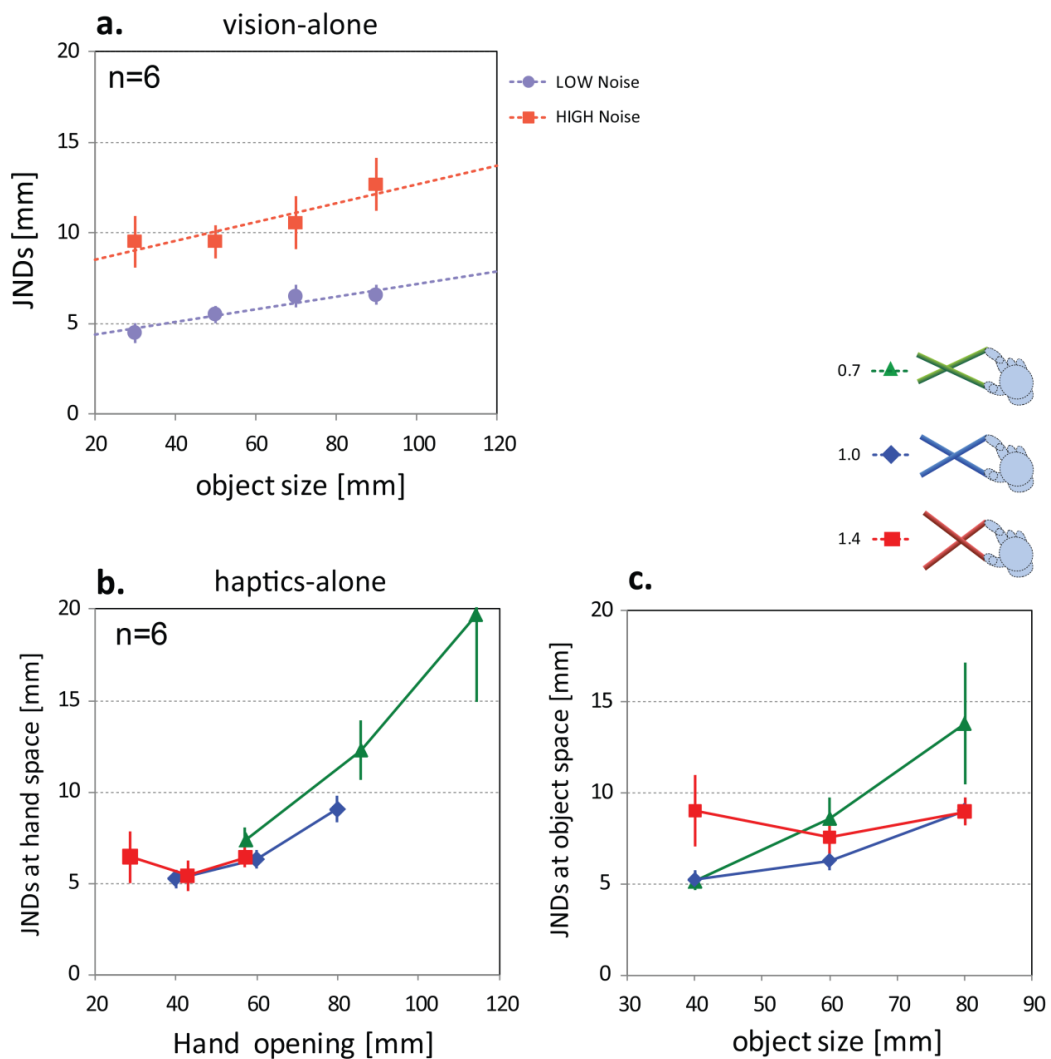 a.
vision-alone
20
n=6
LOW Noise
HIGH Noise
15
JNDs [mm]
10
5
0
20 40 60 80 100 120
object size [mm]
0.7
1.0
1.4
b.
haptics-alone
20
n=6
15
JNDs at hand space [mm]
10
5
0
20 40 60 80 100 120
Hand opening [mm]
c.
20
15
JNDs at object space [mm]
10
5
0
30 40 50 60 70 80 90
object size [mm]